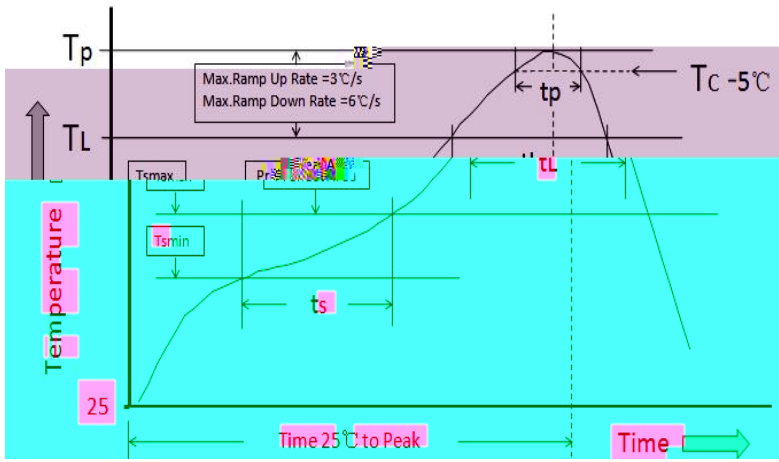 Tp
Max.Ramp Up Rate =3℃/s
Max.Ramp Down Rate =6℃/s
TC -5℃
tp
TL
tL
Tsmax
Tsmin
ts
Temperature
25
Time 25℃ to Peak
Time